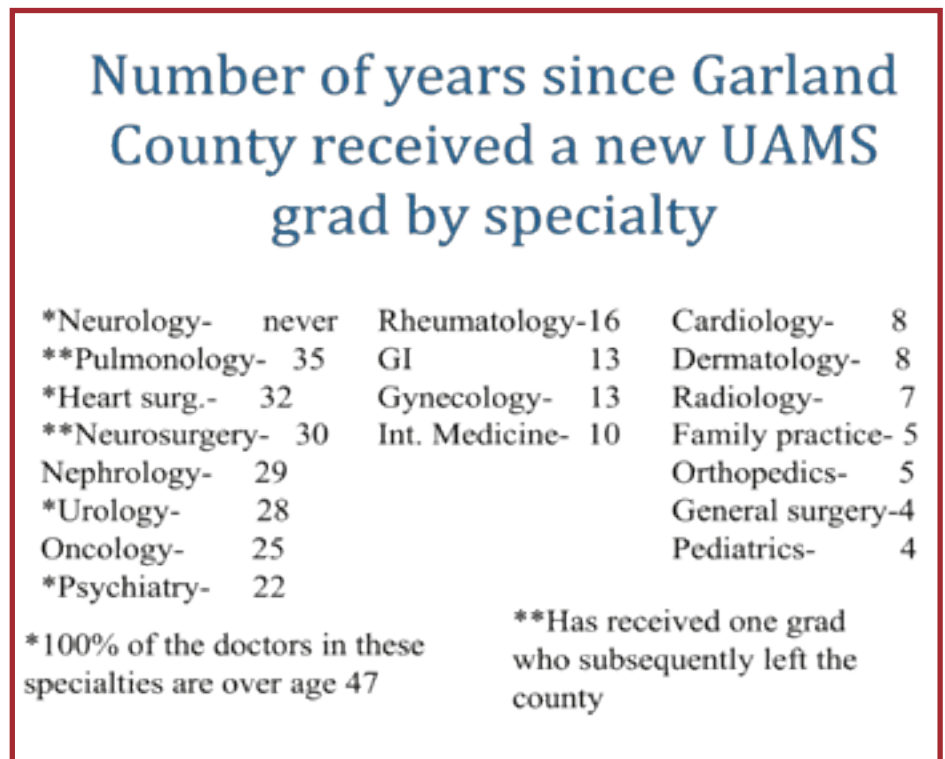 Number of years since Garland
County received a new UAMS
grad by specialty
*Neurology- never
**Pulmonology- 35
*Heart surg.- 32
**Neurosurgery- 30
Nephrology- 29
*Urology- 28
Oncology- 25
*Psychiatry- 22
Rheumatology-16
GI 13
Gynecology- 13
Int. Medicine- 10
Cardiology- 8
Dermatology- 8
Radiology- 7
Family practice- 5
Orthopedics- 5
General surgery-4
Pediatrics- 4
*100% of the doctors in these
specialties are over age 47
**Has received one grad
who subsequently left the
county